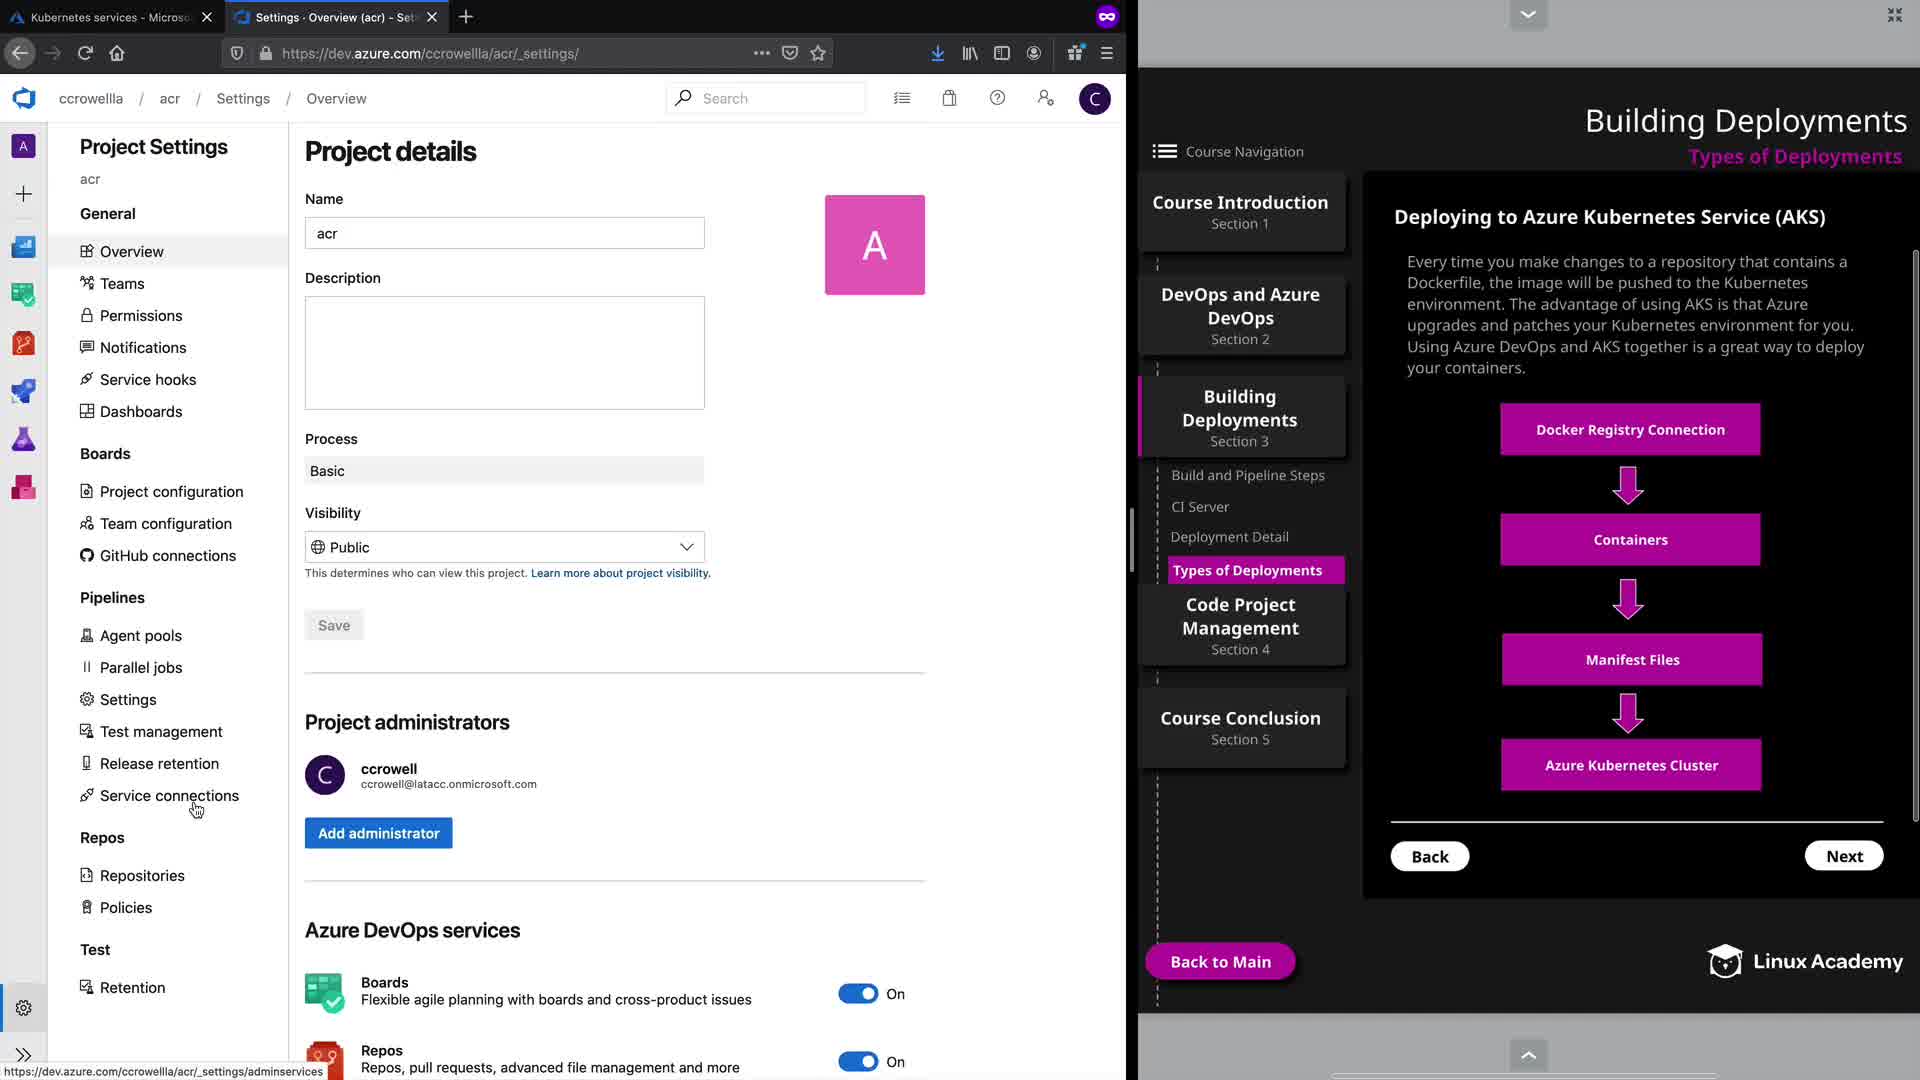 Kubernetes services - Micros
Settings · Overview (acr) - Set
https://dev.azure.com/ccrowellla/acr/_settings/
ccrowellla / acr / Settings / Overview
Search
C
A
Project Settings
acr
General
Overview
Teams
Permissions
Notifications
Service hooks
Dashboards
Boards
Project configuration
Team configuration
GitHub connections
Pipelines
Agent pools
Parallel jobs
Settings
Test management
Release retention
Service connections
Repos
Repositories
Policies
Test
Retention
https://dev.azure.com/ccrowellla/acr/_settings/adminservices
Project details
Name
acr
A
Description
Process
Basic
Visibility
Public
This determines who can view this project. Learn more about project visibility.
Save
Project administrators
C
ccrowell
ccrowell@latacc.onmicrosoft.com
Add administrator
Azure DevOps services
Boards
Flexible agile planning with boards and cross-product issues
On
Repos
Repos, pull requests, advanced file management and more
On
Building Deployments
Types of Deployments
Course Navigation
Course Introduction
Section 1
DevOps and Azure
DevOps
Section 2
Building
Deployments
Section 3
Build and Pipeline Steps
CI Server
Deployment Detail
Types of Deployments
Code Project
Management
Section 4
Course Conclusion
Section 5
Back to Main
Deploying to Azure Kubernetes Service (AKS)
Every time you make changes to a repository that contains a
Dockerfile, the image will be pushed to the Kubernetes
environment. The advantage of using AKS is that Azure
upgrades and patches your Kubernetes environment for you.
Using Azure DevOps and AKS together is a great way to deploy
your containers.
Docker Registry Connection
Containers
Manifest Files
Azure Kubernetes Cluster
Back
Next
Linux Academy